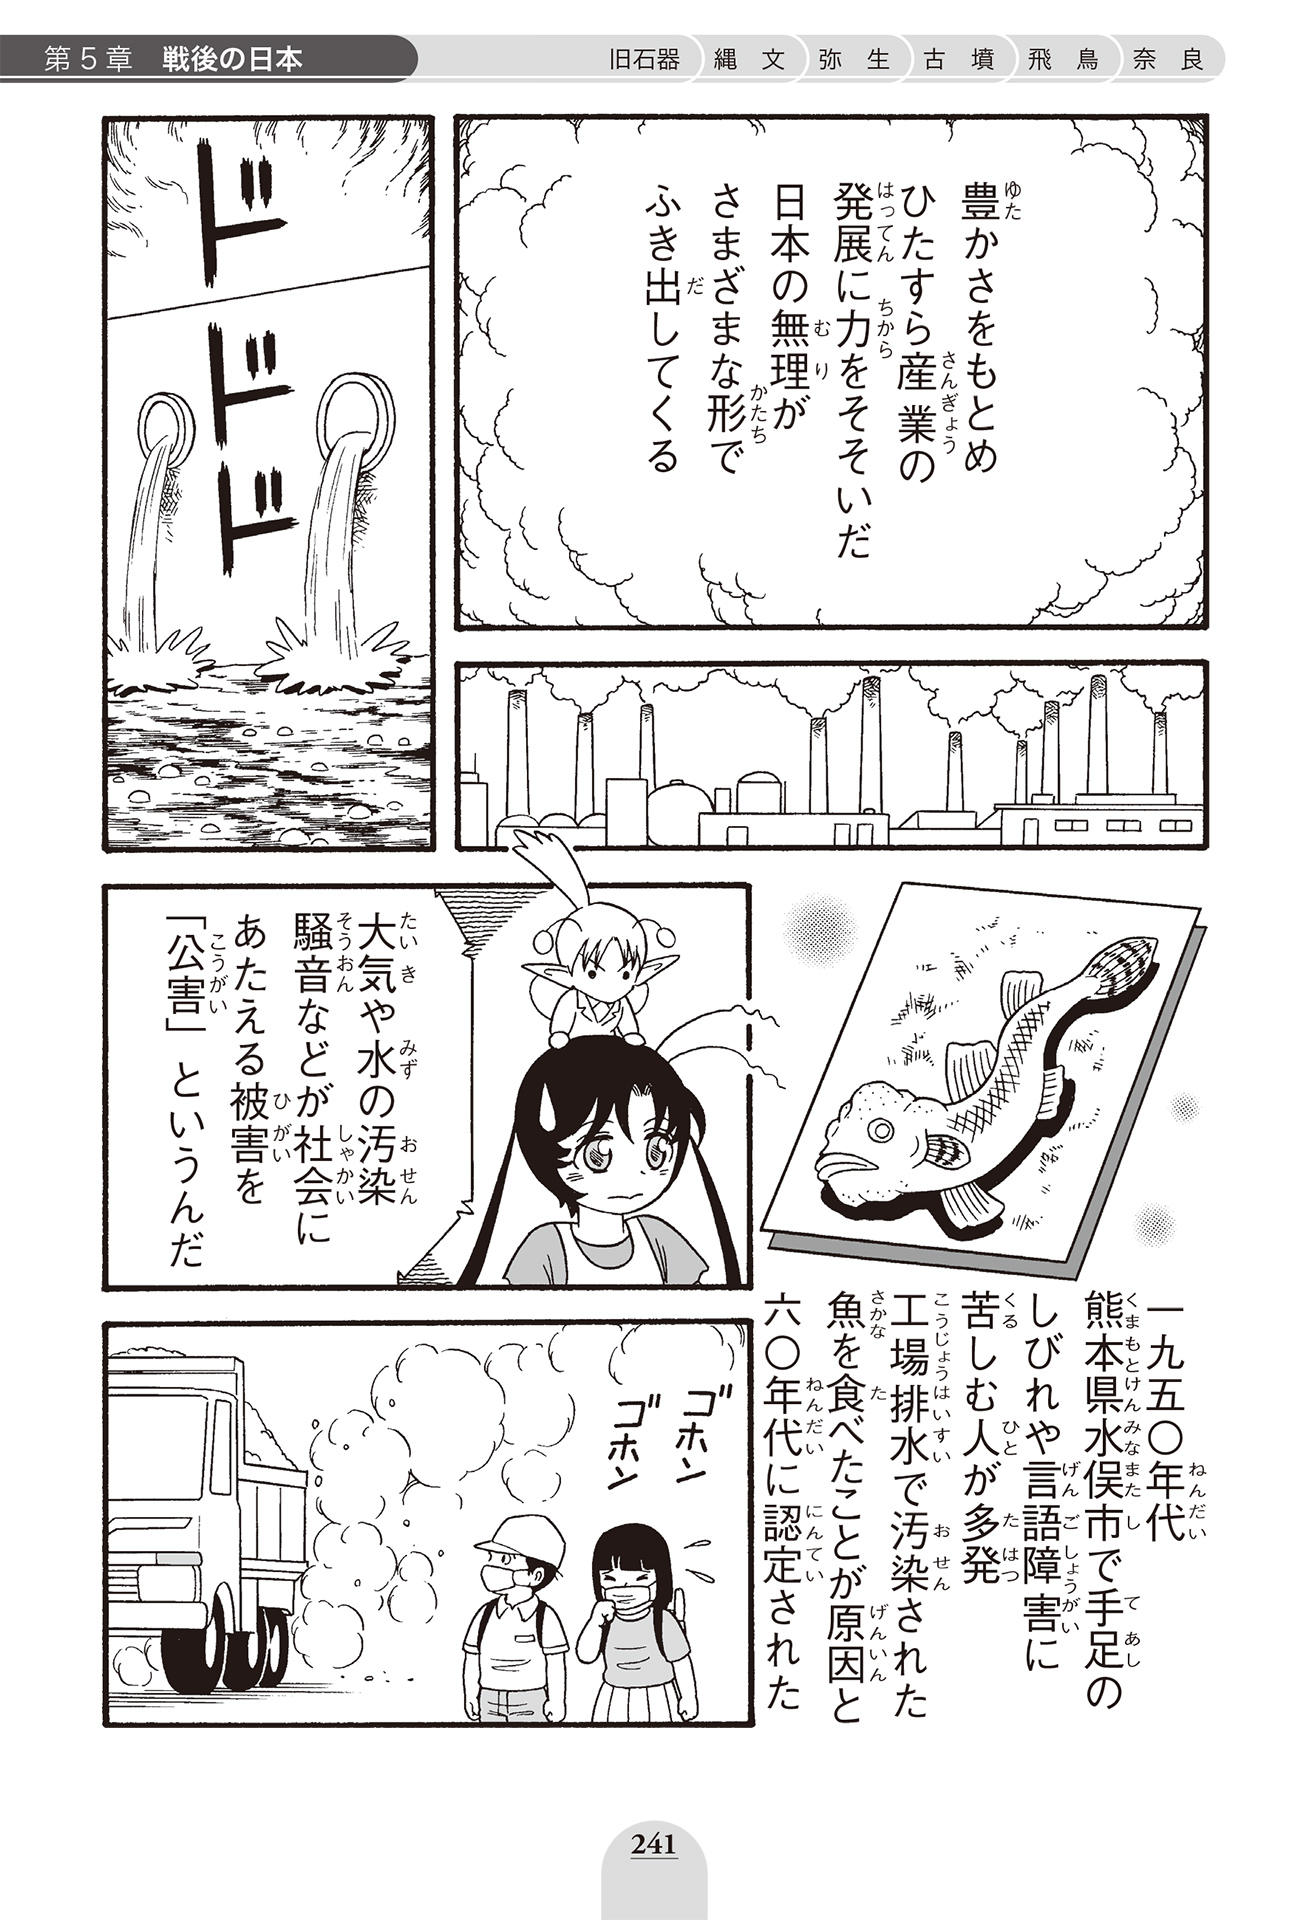 第5章 戦後の日本
旧石器 縄文 弥生 古墳 飛鳥 奈良
豊かさをもとめ
ひたすら産業の
発展に力をそそいだ
日本の無理が
さまざまな形で
ふき出してくる
ドドド
一九五〇年代
熊本県水俣市で手足の
しびれや言語障害に
苦しむ人が多発
工場排水で汚染された
魚を食べたことが原因と
六〇年代に認定された
大気や水の汚染
騒音などが社会に
あたえる被害を
「公害」というんだ
ゴホン
ゴホン
241